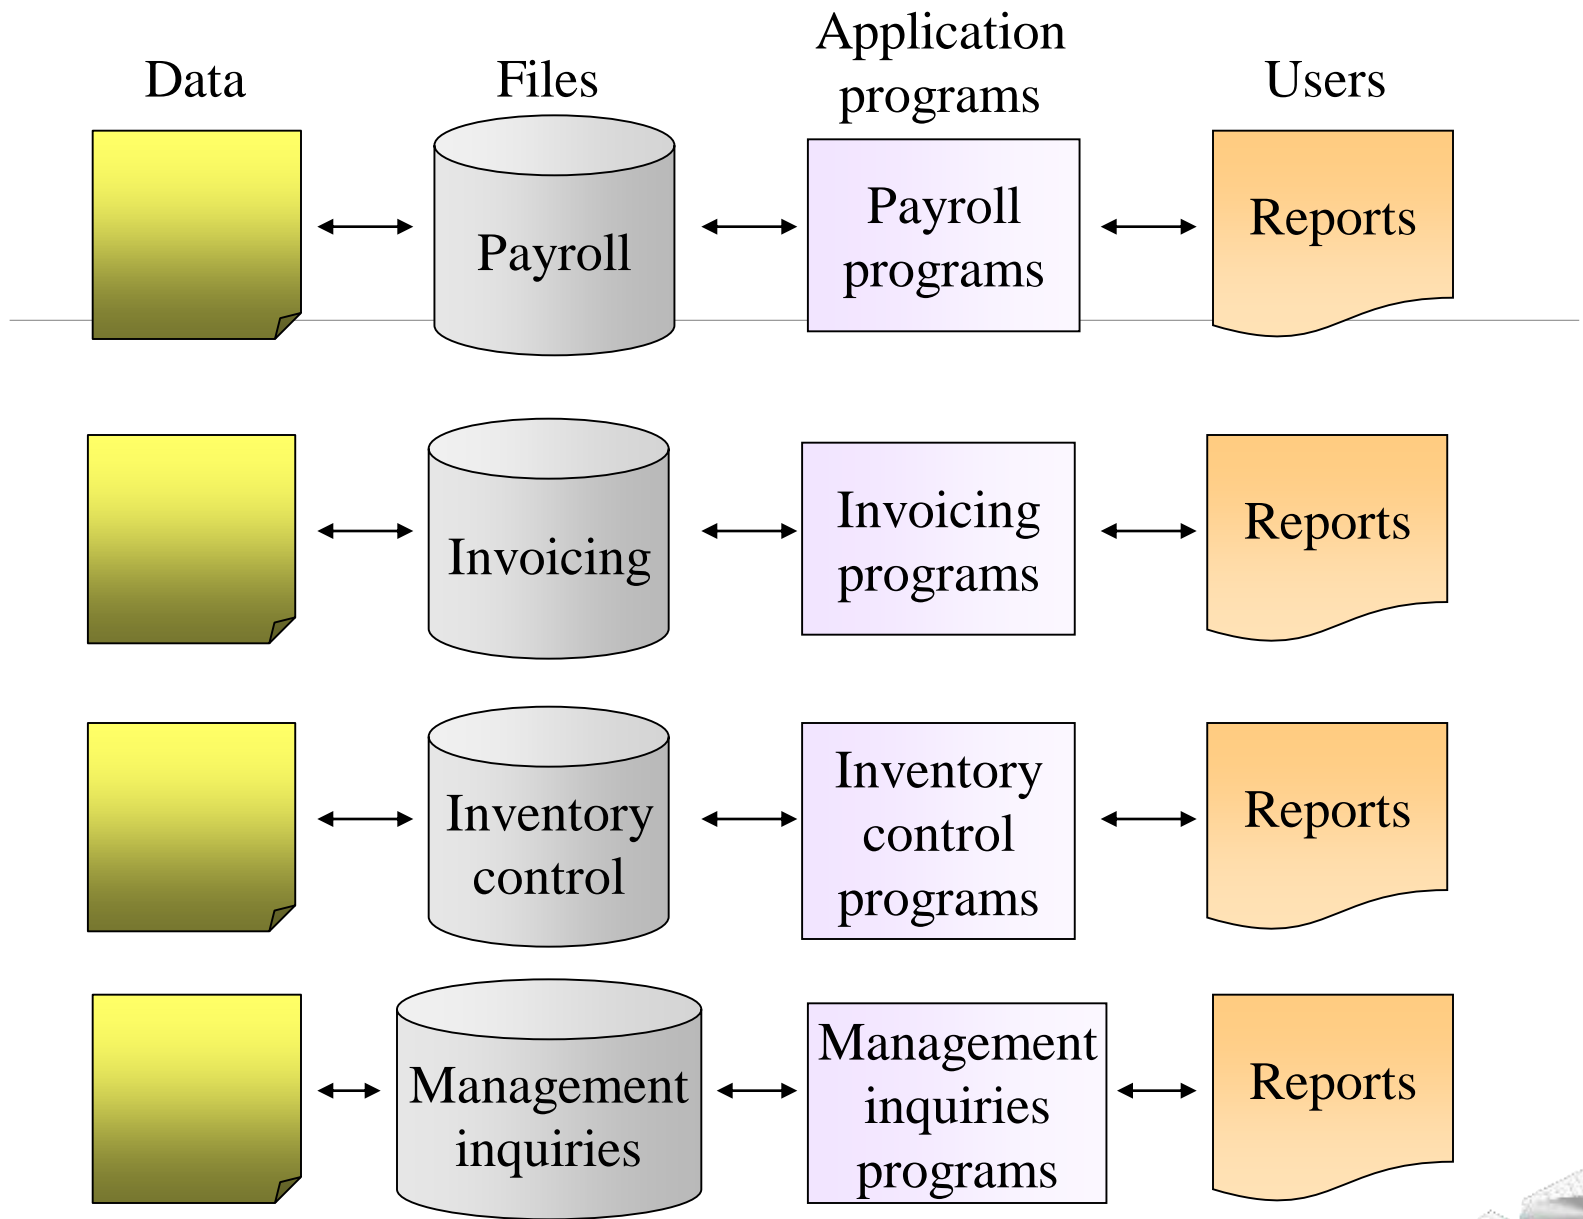 Data
Files
Application
programs
Users
Payroll
Payroll
programs
Reports
Invoicing
Invoicing
programs
Reports
Inventory
control
Inventory
control
programs
Reports
Management
inquiries
Management
inquiries
programs
Reports